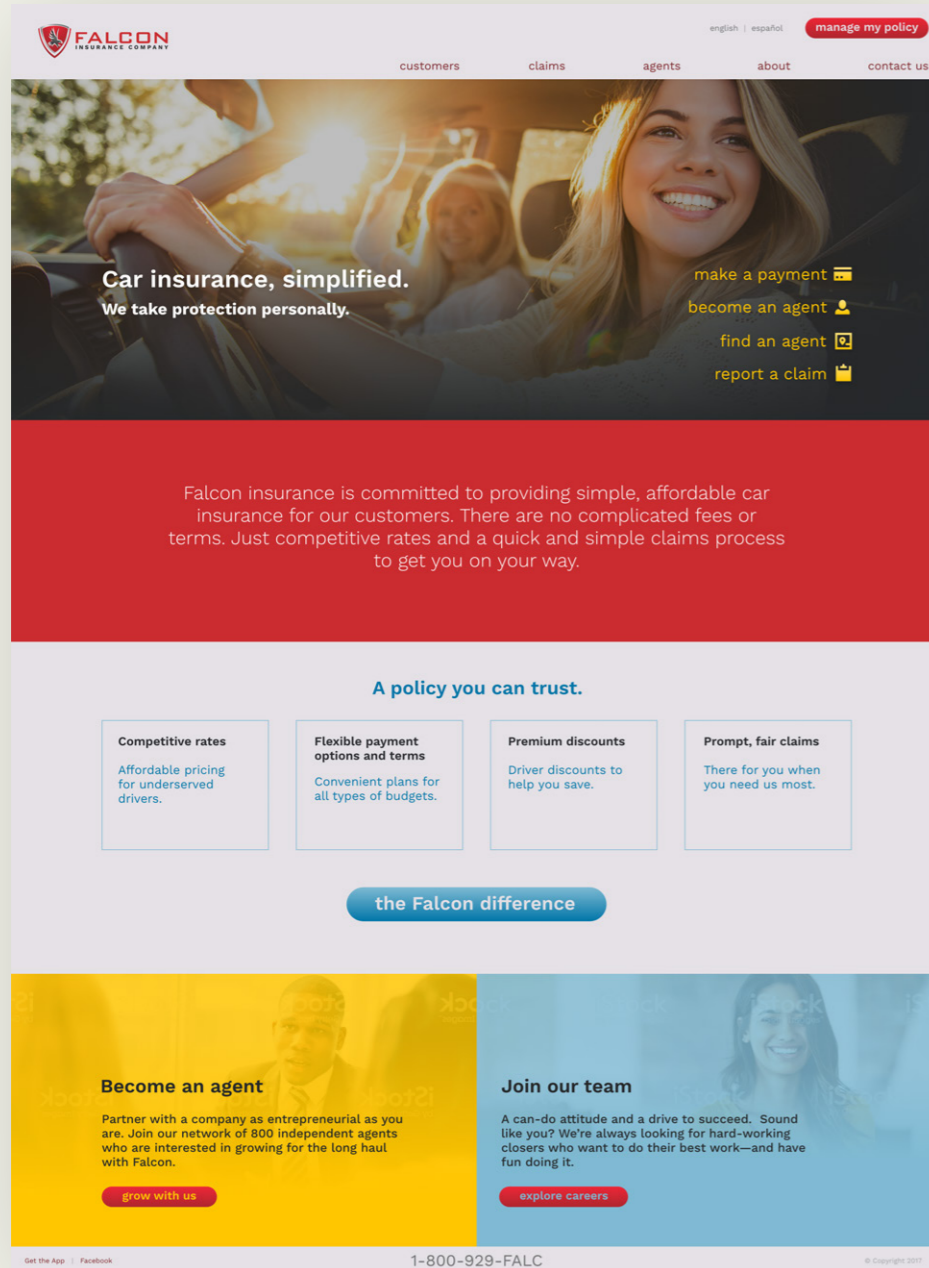 FALCON
INSURANCE COMPANY
english | español
manage my policy
customers
claims
agents
about
contact us
Car insurance, simplified.
We take protection personally.
make a payment
become an agent
find an agent
report a claim
Falcon insurance is committed to providing simple, affordable car
insurance for our customers. There are no complicated fees or
terms. Just competitive rates and a quick and simple claims process
to get you on your way.
A policy you can trust.
Competitive rates
Affordable pricing
for underserved
drivers.
Flexible payment
options and terms
Convenient plans for
all types of budgets.
Premium discounts
Driver discounts to
help you save.
Prompt, fair claims
There for you when
you need us most.
the Falcon difference
iStock
Become an agent
Partner with a company as entrepreneurial as you
are. Join our network of 800 independent agents
who are interested in growing for the long haul
with Falcon.
grow with us
iStock
Join our team
A can-do attitude and a drive to succeed.  Sound
like you? We're always looking for hard-working
closers who want to do their best work—and have
fun doing it.
explore careers
Get the App | Facebook
1-800-929-FALC
© Copyright 2017